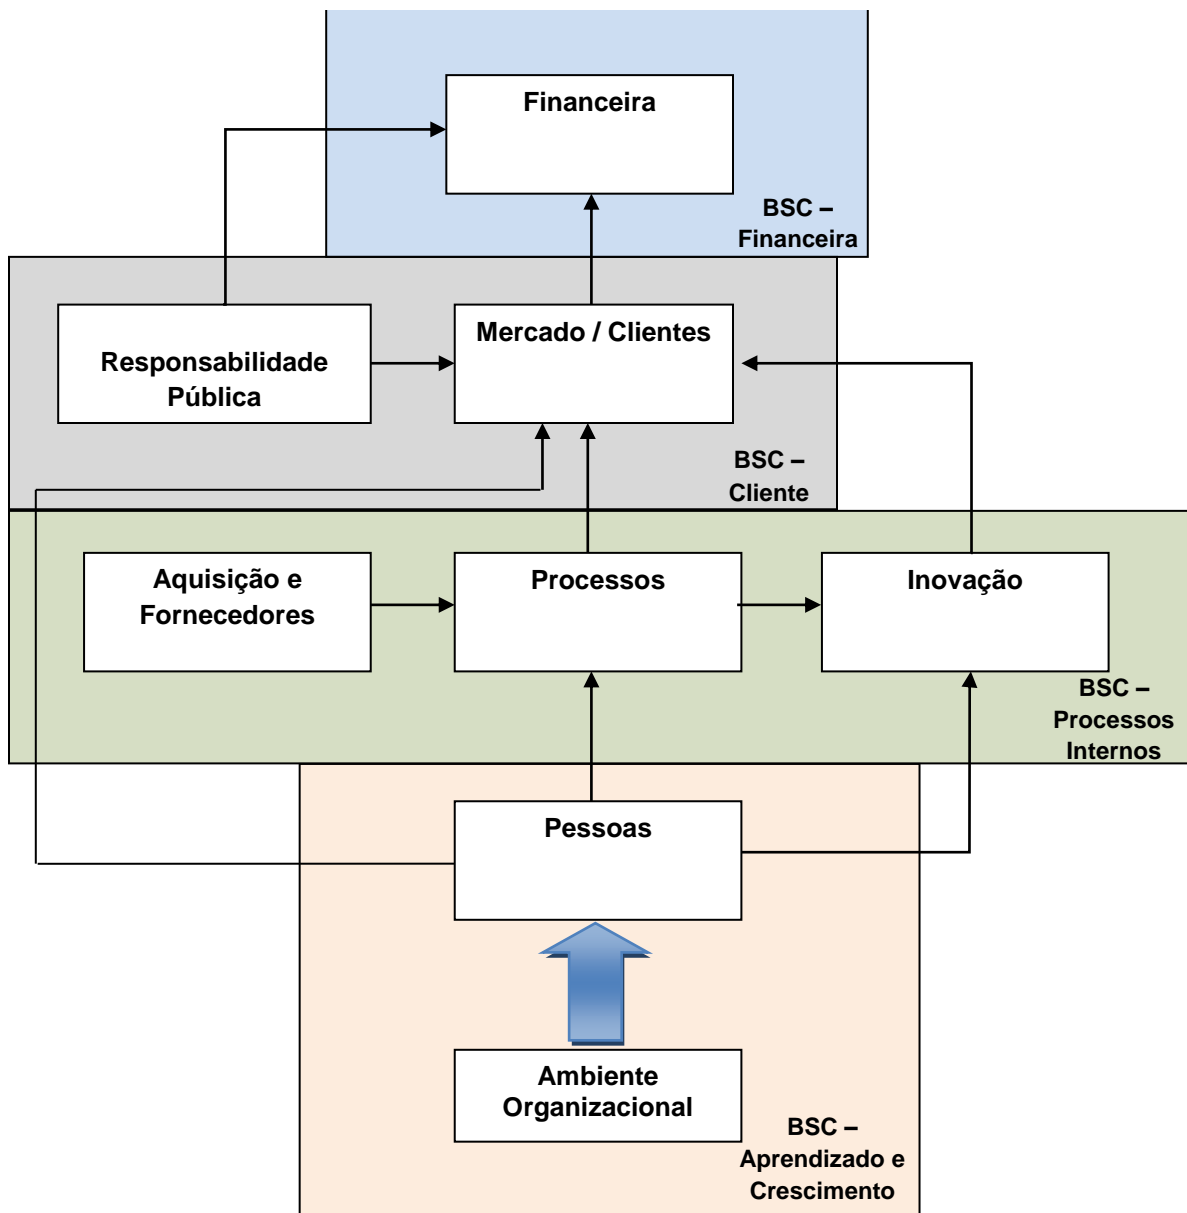 Financeira
BSC –
Financeira
Mercado / Clientes
Responsabilidade
Pública
BSC –
Cliente
Aquisição e
Fornecedores
Processos
Inovação
BSC –
Processos
Internos
Pessoas
Ambiente
Organizacional
BSC –
Aprendizado e
Crescimento